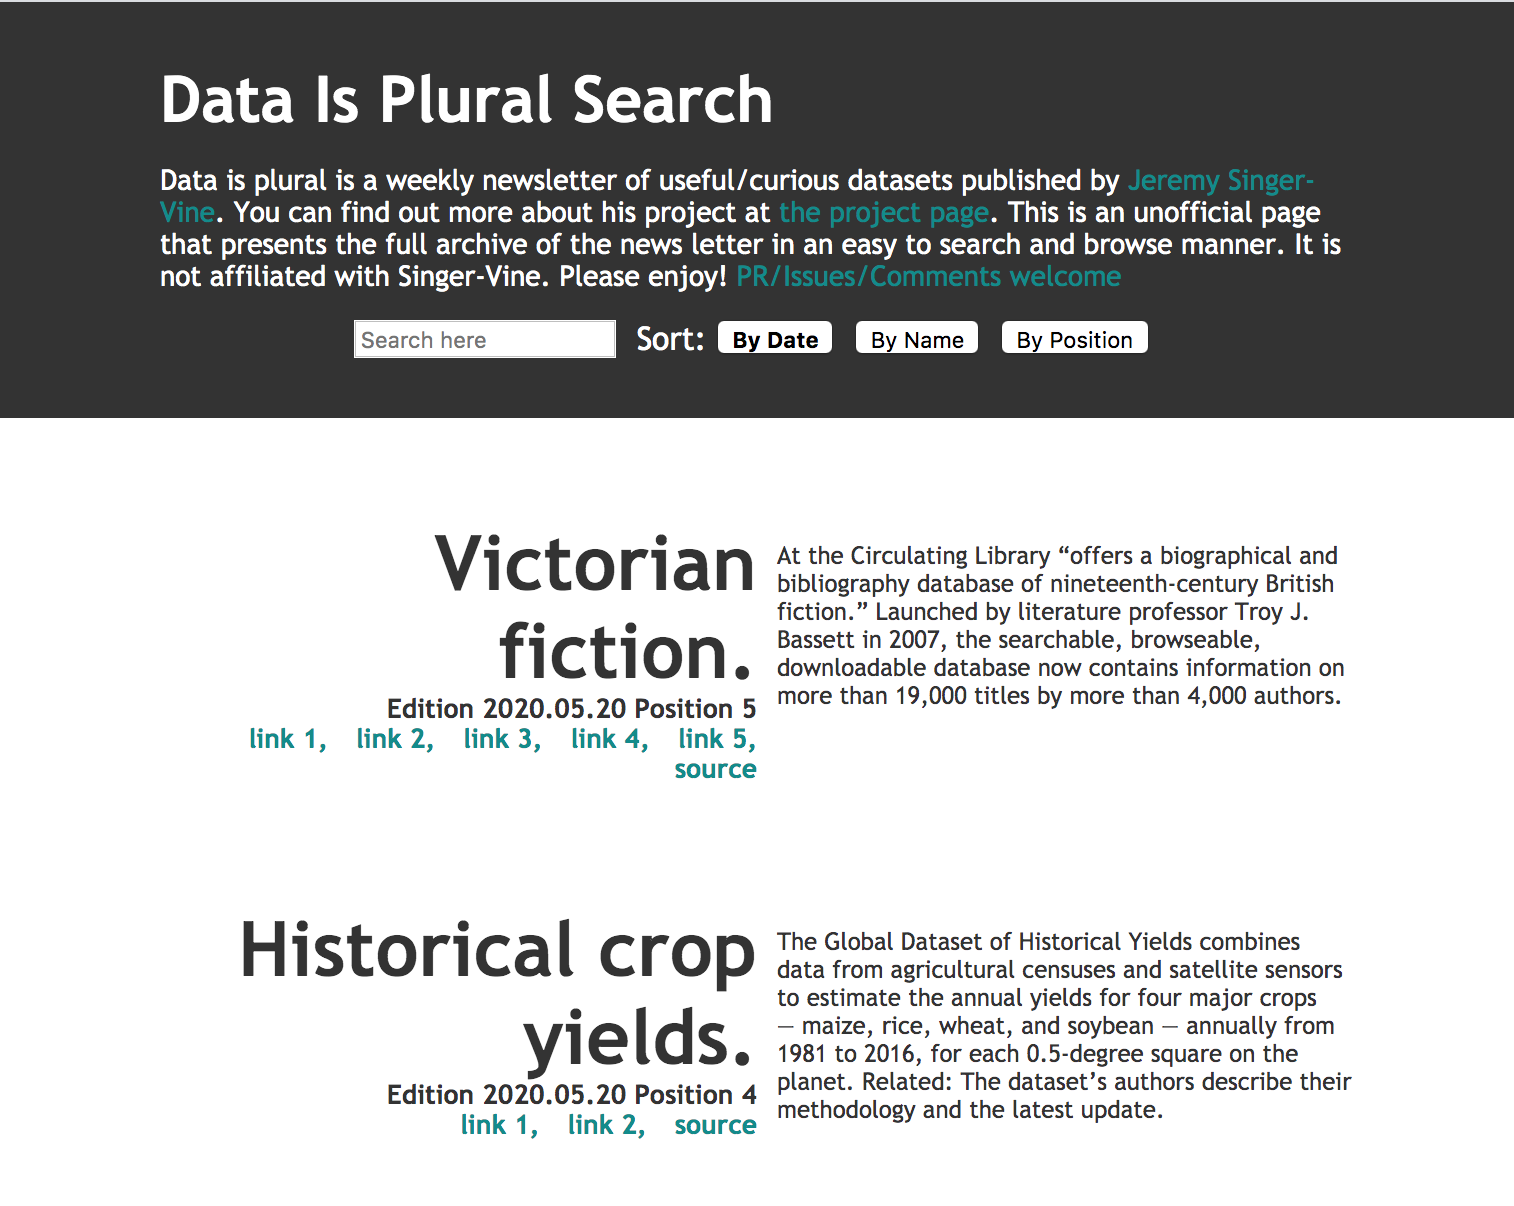 Data Is Plural Search
Data is plural is a weekly newsletter of useful/curious datasets published by Jeremy Singer-
Vine. You can find out more about his project at the project page. This is an unofficial page
that presents the full archive of the news letter in an easy to search and browse manner. It is
not affiliated with Singer-Vine. Please enjoy! PR/Issues/Comments welcome
Search here Sort: By Date By Name By Position
Victorian
fiction.
Edition 2020.05.20 Position 5
link 1, link 2, link 3, link 4, link 5,
source
At the Circulating Library “offers a biographical and
bibliography database of nineteenth-century British
fiction.” Launched by literature professor Troy J.
Bassett in 2007, the searchable, browseable,
downloadable database now contains information on
more than 19,000 titles by more than 4,000 authors.
Historical crop
yields.
Edition 2020.05.20 Position 4
link 1, link 2, source
The Global Dataset of Historical Yields combines
data from agricultural censuses and satellite sensors
to estimate the annual yields for four major crops
— maize, rice, wheat, and soybean — annually from
1981 to 2016, for each 0.5-degree square on the
planet. Related: The dataset’s authors describe their
methodology and the latest update.